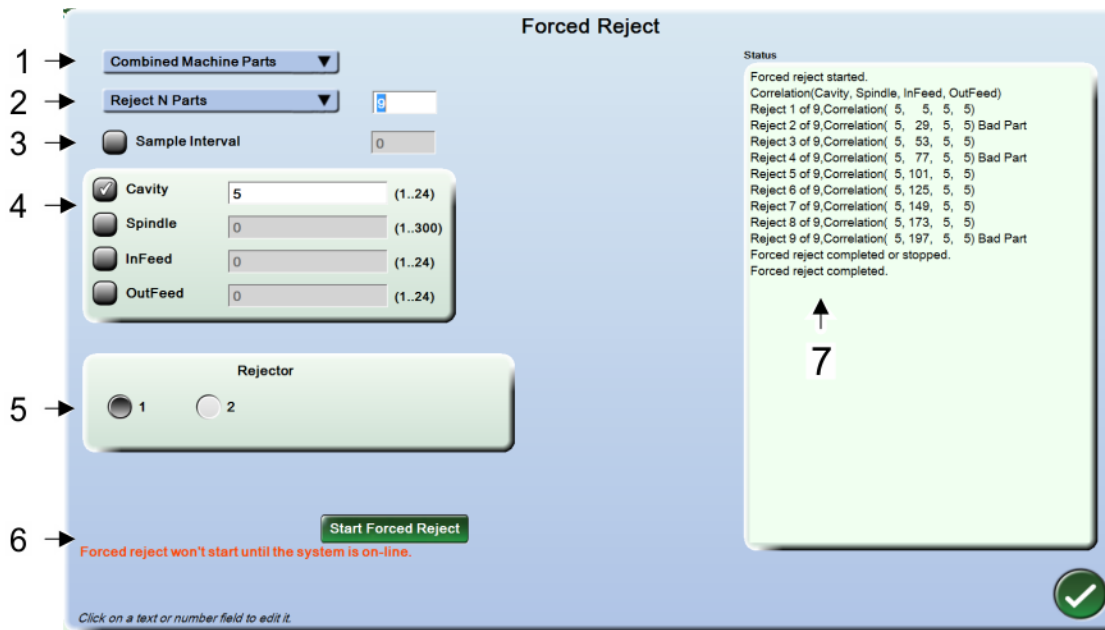 Forced Reject
1
Combined Machine Parts
2
Reject N Parts
9
3
Sample Interval
0
4
Cavity
5
(1..24)
Spindle
0
(1..300)
InFeed
0
(1..24)
OutFeed
0
(1..24)
5
Rejector
1
2
6
Start Forced Reject
Forced reject won't start until the system is on-line.
Click on a text or number field to edit it.
Status
Forced reject started.
Correlation(Cavity, Spindle, InFeed, OutFeed)
Reject 1 of 9,Correlation( 5, 5, 5, 5)
Reject 2 of 9,Correlation( 5, 29, 5, 5) Bad Part
Reject 3 of 9,Correlation( 5, 53, 5, 5)
Reject 4 of 9,Correlation( 5, 77, 5, 5) Bad Part
Reject 5 of 9,Correlation( 5, 101, 5, 5)
Reject 6 of 9,Correlation( 5, 125, 5, 5)
Reject 7 of 9,Correlation( 5, 149, 5, 5)
Reject 8 of 9,Correlation( 5, 173, 5, 5)
Reject 9 of 9,Correlation( 5, 197, 5, 5) Bad Part
Forced reject completed or stopped.
Forced reject completed.
7